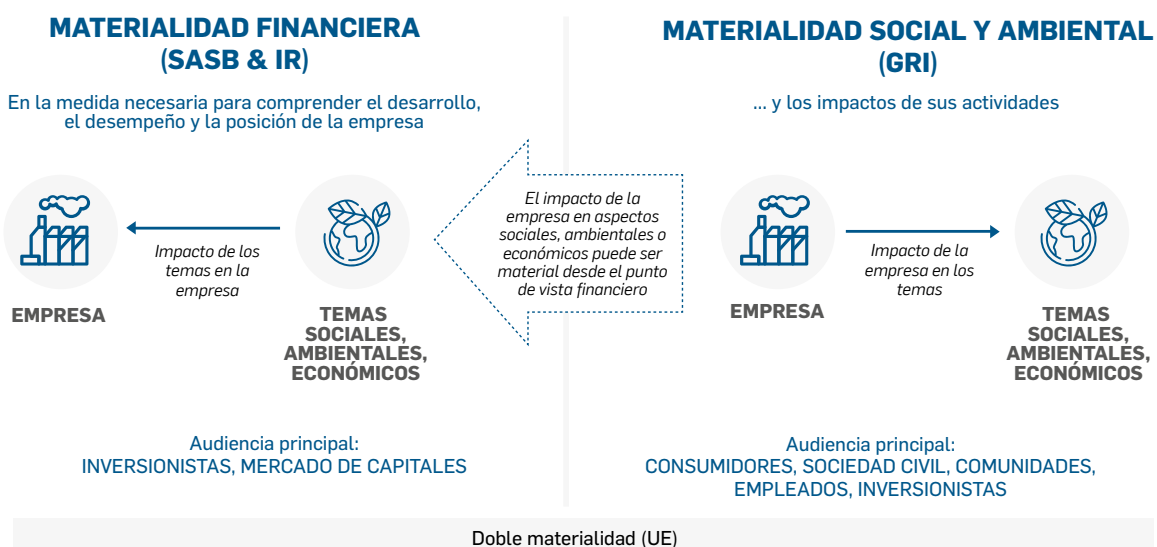 MATERIALIDAD FINANCIERA
(SASB & IR)
En la medida necesaria para comprender el desarrollo,
el desempeño y la posición de la empresa
EMPRESA
Impacto de los
temas en la
empresa
TEMAS
SOCIALES,
AMBIENTALES,
ECONÓMICOS
Audiencia principal:
INVERSIONISTAS, MERCADO DE CAPITALES
El impacto de la
empresa en aspectos
sociales, ambientales o
económicos puede ser
material desde el punto
de vista financiero
MATERIALIDAD SOCIAL Y AMBIENTAL
(GRI)
... y los impactos de sus actividades
EMPRESA
Impacto de la
empresa en los
temas
TEMAS
SOCIALES,
AMBIENTALES,
ECONÓMICOS
Audiencia principal:
CONSUMIDORES, SOCIEDAD CIVIL, COMUNIDADES,
EMPLEADOS, INVERSIONISTAS
Doble materialidad (UE)